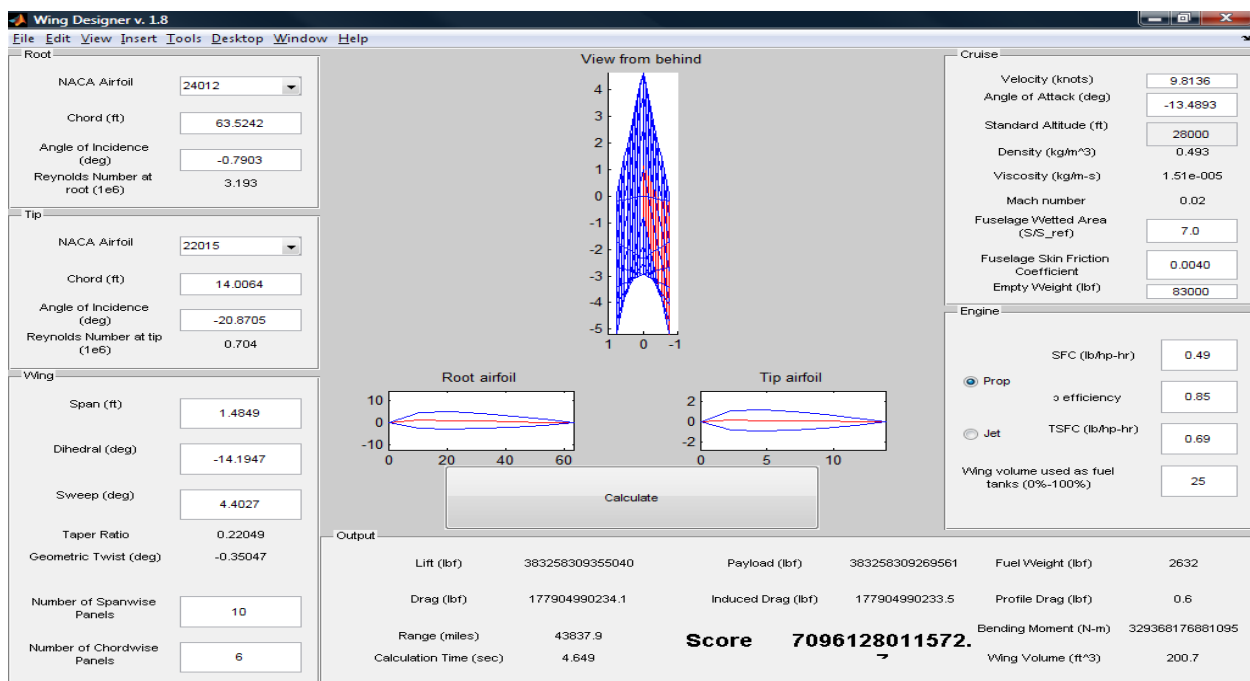 Wing Designer v. 1.8
File Edit View Insert Tools Desktop Window Help
Root
NACA Airfoil 24012
Chord (ft) 63.5242
Angle of Incidence (deg) -0.7903
Reynolds Number at root (1e6) 3.193
Tip
NACA Airfoil 22015
Chord (ft) 14.0064
Angle of Incidence (deg) -20.8705
Reynolds Number at tip (1e6) 0.704
Wing
Span (ft) 1.4849
Dihedral (deg) -14.1947
Sweep (deg) 4.4027
Taper Ratio 0.22049
Geometric Twist (deg) -0.35047
Number of Spanwise Panels 10
Number of Chordwise Panels 6
View from behind
4
3
2
1
0
-1
-2
-3
-4
-5
1 0 -1
Root airfoil
10
0
-10
0 20 40 60
Tip airfoil
2
0
-2
0 5 10
Calculate
Cruise
Velocity (knots) 9.8136
Angle of Attack (deg) -13.4893
Standard Altitude (ft) 28000
Density (kg/m^3) 0.493
Viscosity (kg/m-s) 1.51e-005
Mach number 0.02
Fuselage Wetted Area (S/S_ref) 7.0
Fuselage Skin Friction Coefficient 0.0040
Empty Weight (lbf) 83000
Engine
SFC (lb/hp-hr) 0.49
Prop
efficiency 0.85
Jet
TSFC (lb/hp-hr) 0.69
Wing volume used as fuel tanks (0%-100%) 25
Output
Lift (lbf) 383258309355040 Payload (lbf) 383258309269561 Fuel Weight (lbf) 2632
Drag (lbf) 177904990234.1 Induced Drag (lbf) 177904990233.5 Profile Drag (lbf) 0.6
Range (miles) 43837.9 Score 7096128011572. Bending Moment (N-m) 329368176881095
Calculation Time (sec) 4.649 Wing Volume (ft^3) 200.7